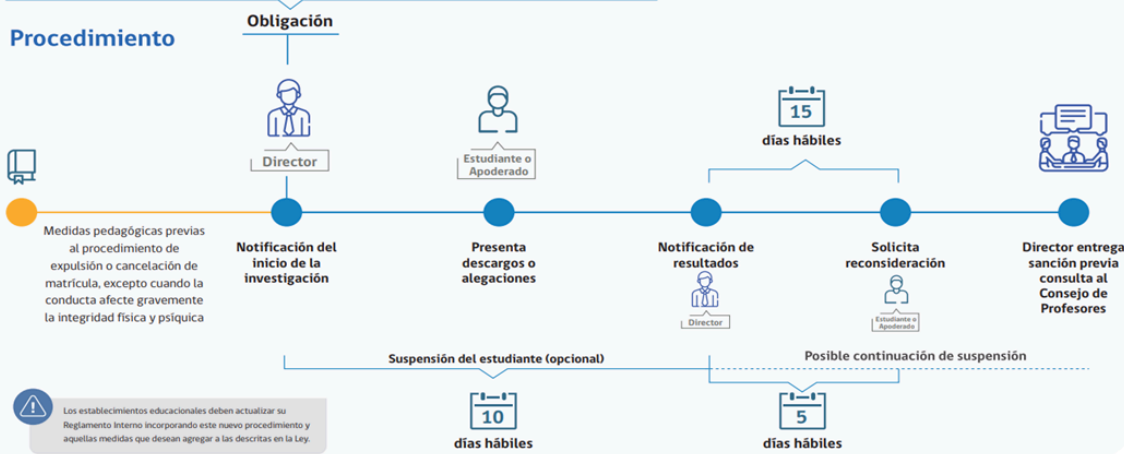 Obligación
Procedimiento
15
días hábiles
Director
Estudiante o
Apoderado
Medidas pedagógicas previas
al procedimiento de
expulsión o cancelación de
matrícula, excepto cuando la
conducta afecte gravemente
la integridad física y psíquica
Notificación del
inicio de la
investigación
Presenta
descargos o
alegaciones
Notificación de
resultados
Director
Solicita
reconsideración
Estudiante o
Apoderado
Director entrega
sanción previa
consulta al
Consejo de
Profesores
Suspensión del estudiante (opcional)
Posible continuación de suspensión
10
días hábiles
5
días hábiles
Los establecimientos educacionales deben actualizar su
Reglamento Interno incorporando este nuevo procedimiento y
aquellas medidas que desean agregar a las descritas en la Ley.